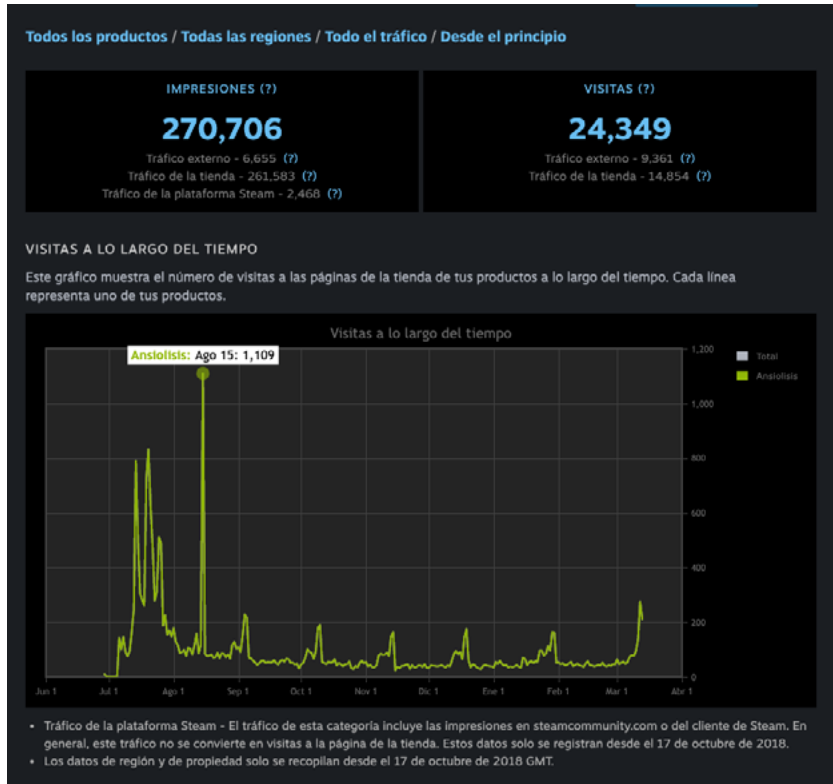 Todos los productos / Todas las regiones / Todo el tráfico / Desde el principio
IMPRESIONES (?)
270,706
Tráfico externo - 6,655 (?)
Tráfico de la tienda - 261,583 (?)
Tráfico de la plataforma Steam - 2,468 (?)
VISITAS (?)
24,349
Tráfico externo - 9,361 (?)
Tráfico de la tienda - 14,854 (?)
VISITAS A LO LARGO DEL TIEMPO
Este gráfico muestra el número de visitas a las páginas de la tienda de tus productos a lo largo del tiempo. Cada línea
representa uno de tus productos.
Visitas a lo largo del tiempo
Ansiolisis: Ago 15: 1,109
1,200
1,000
800
600
400
200
0
Total
Ansiolisis
Jun 1 Jul 1 Ago 1 Sep 1 Oct 1 Nov 1 Dic 1 Ene 1 Feb 1 Mar 1 Abr 1
• Tráfico de la plataforma Steam - El tráfico de esta categoría incluye las impresiones en steamcommunity.com o del cliente de Steam. En
general, este tráfico no se convierte en visitas a la página de la tienda. Estos datos solo se registran desde el 17 de octubre de 2018.
• Los datos de región y de propiedad solo se recopilan desde el 17 de octubre de 2018 GMT.